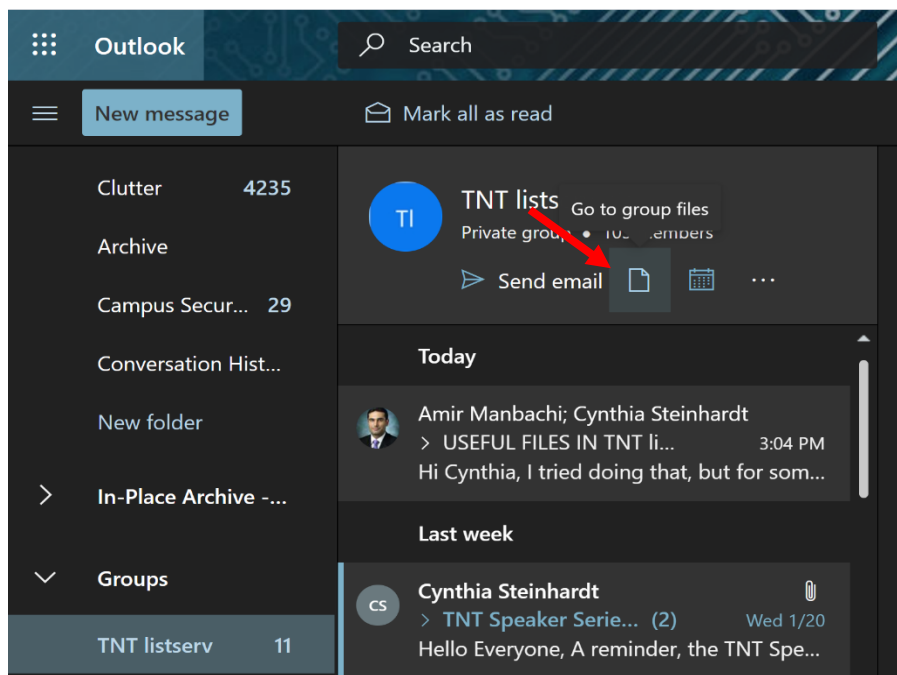 Outlook
Search
New message
Mark all as read
Clutter 4235
Archive
Campus Secur... 29
Conversation Hist...
New folder
In-Place Archive -...
Groups
TNT listserv 11
Tl
TNT lists
Go to group files
Private group •
Send email
...
Today
Amir Manbachi; Cynthia Steinhardt
> USEFUL FILES IN TNT li... 3:04 PM
Hi Cynthia, I tried doing that, but for som...
Last week
CS
Cynthia Steinhardt
> TNT Speaker Serie... (2) Wed 1/20
Hello Everyone, A reminder, the TNT Spe...